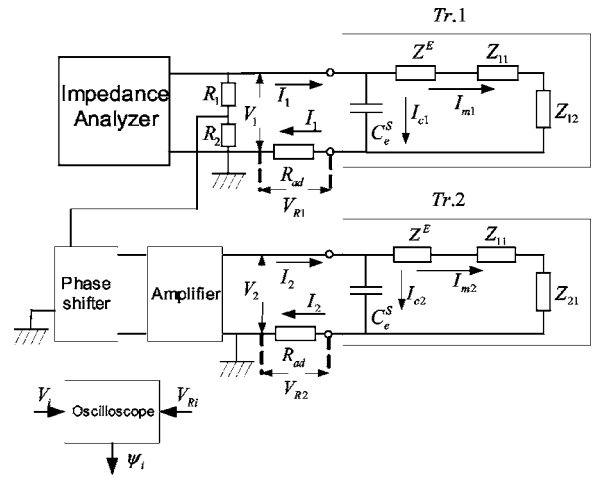 Tr.1
Impedance
Analyzer
R₁
R₂
V₁
I₁
I₁
R_ad
V_R1
C_e^S
Z^E
Z₁₁
I_c1
I_m1
Z₁₂
Tr.2
Phase
shifter
Amplifier
V₂
I₂
I₂
R_ad
V_R2
C_e^S
Z^E
Z₁₁
I_c2
I_m2
Z₂₁
V_i
Oscilloscope
V_Ri
ψ_i